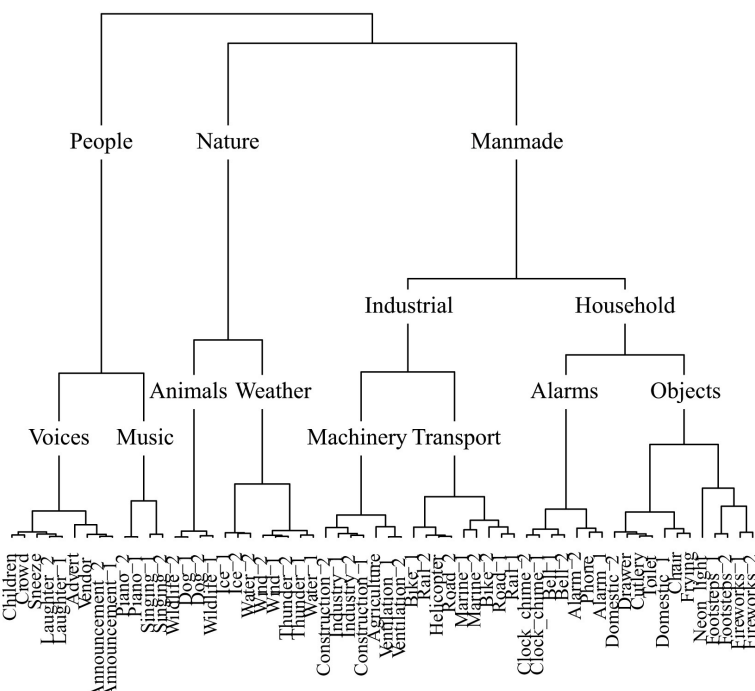 People
Nature
Manmade
Industrial
Household
Animals
Weather
Alarms
Objects
Voices
Music
Machinery
Transport
Children
Crowd
Sneeze
Laughter_2
Laughter_1
Advert
Vendor
Announcement_2
Announcement_1
Piano_2
Piano_1
Singing_1
Singing_2
Wildlife_2
Dog_1
Dog_2
Wildlife_1
Ice_1
Ice_2
Water_2
Wind_2
Wind_1
Thunder_2
Thunder_1
Water_1
Construction_2
Industry_1
Industry_2
Construction_1
Agriculture
Ventilation_1
Ventilation_2
Bike_1
Rail_2
Helicopter
Road_2
Marine_1
Marine_2
Bike_2
Road_1
Rail_1
Clock_chime_2
Clock_chime_1
Bell_1
Bell_2
Alarm_2
Phone
Alarm_1
Domestic_2
Drawer
Cutlery
Toilet
Domestic_1
Chair
Frying
Neon light
Footsteps_1
Footsteps_2
Fireworks_1
Fireworks_2